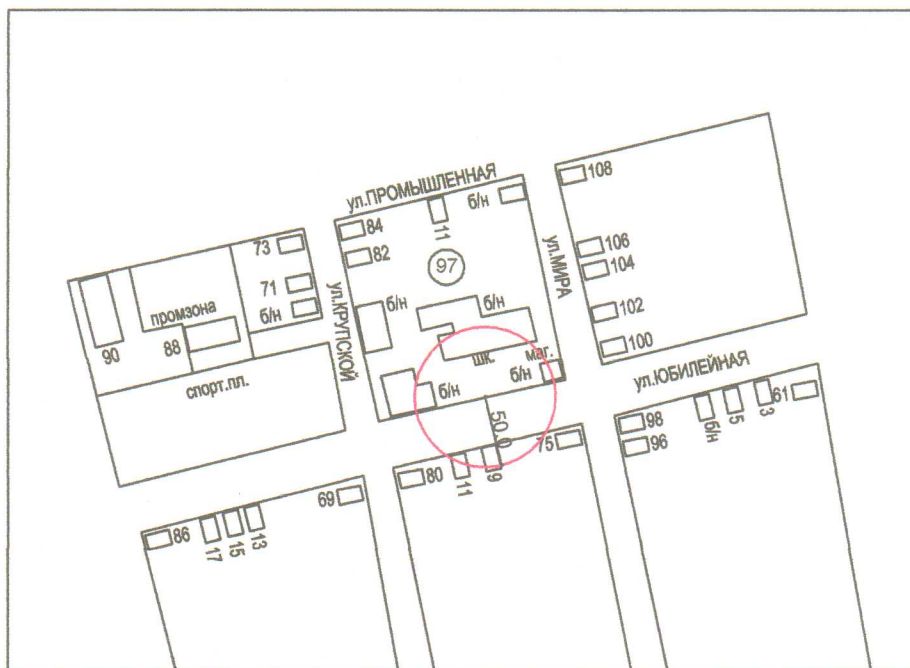 ул.ПРОМЫШЛЕННАЯ
108
84
11
б/н
82
73
106
104
97
ул.МИРА
71
б/н
ул.КРУПСКОЙ
б/н
б/н
102
промзона
90
88
100
шк.
маг.
б/н
спорт.пл.
б/н
ул.ЮБИЛЕЙНАЯ
50.0
61
3
5
б/н
98
96
75
9
11
80
69
86
17
15
13